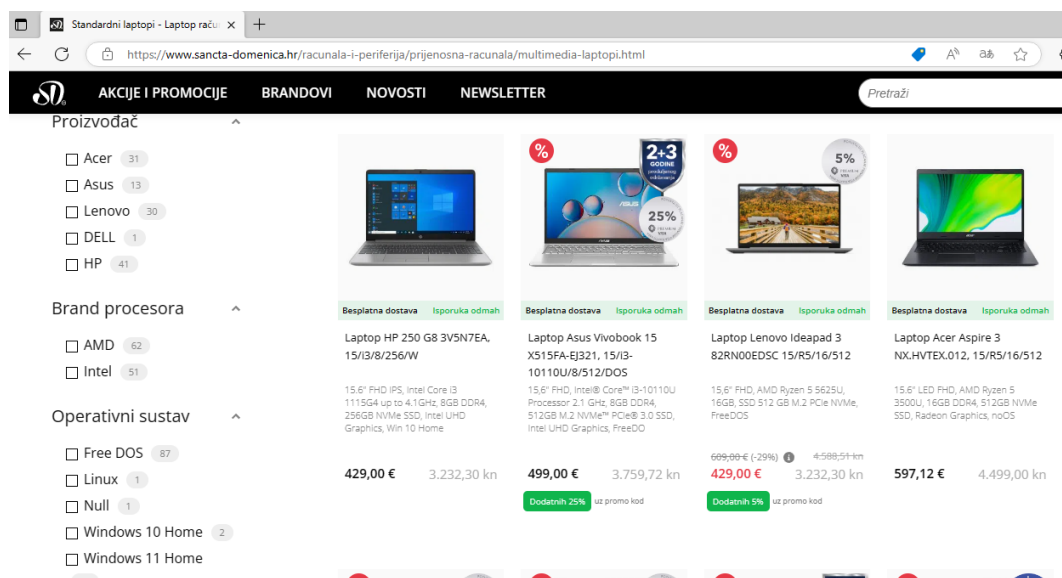 Standardni laptopi - Laptop raču
https://www.sancta-domenica.hr/racunala-i-periferija/prijenosna-racunala/multimedia-laptopi.html
SD
AKCIJE I PROMOCIJE
BRANDOVI
NOVOSTI
NEWSLETTER
Pretraži
Proizvođač
Acer 31
Asus 13
Lenovo 30
DELL 1
HP 41
Brand procesora
AMD 62
Intel 51
Operativni sustav
Free DOS 87
Linux 1
Null 1
Windows 10 Home 2
Windows 11 Home
Besplatna dostava Isporuka odmah
Laptop HP 250 G8 3V5N7EA,
15/i3/8/256/W
15.6" FHD IPS, Intel Core i3
1115G4 up to 4.1GHz, 8GB DDR4,
256GB NVMe SSD, Intel UHD
Graphics, Win 10 Home
429,00 € 3.232,30 kn
%
2+3
GODINE
25%
Besplatna dostava Isporuka odmah
Laptop Asus Vivobook 15
X515FA-EJ321, 15/i3-
10110U/8/512/DOS
15,6" FHD, Intel® Core™ i3-10110U
Processor 2.1 GHz, 8GB DDR4,
512GB M.2 NVMe™ PCIe® 3.0 SSD,
Intel UHD Graphics, FreeDO
499,00 € 3.759,72 kn
Dodatnih 25% uz promo kod
%
5%
Besplatna dostava Isporuka odmah
Laptop Lenovo Ideapad 3
82RN00EDSC 15/R5/16/512
15,6" FHD, AMD Ryzen 5 5625U,
16GB, SSD 512 GB M.2 PCIe NVMe,
FreeDOS
609,00 € (-29%) 4.588,51 kn
429,00 € 3.232,30 kn
Dodatnih 5% uz promo kod
Besplatna dostava Isporuka odmah
Laptop Acer Aspire 3
NX.HVTEX.012, 15/R5/16/512
15.6" LED FHD, AMD Ryzen 5
3500U, 16GB DDR4, 512GB NVMe
SSD, Radeon Graphics, noOS
597,12 € 4.499,00 kn